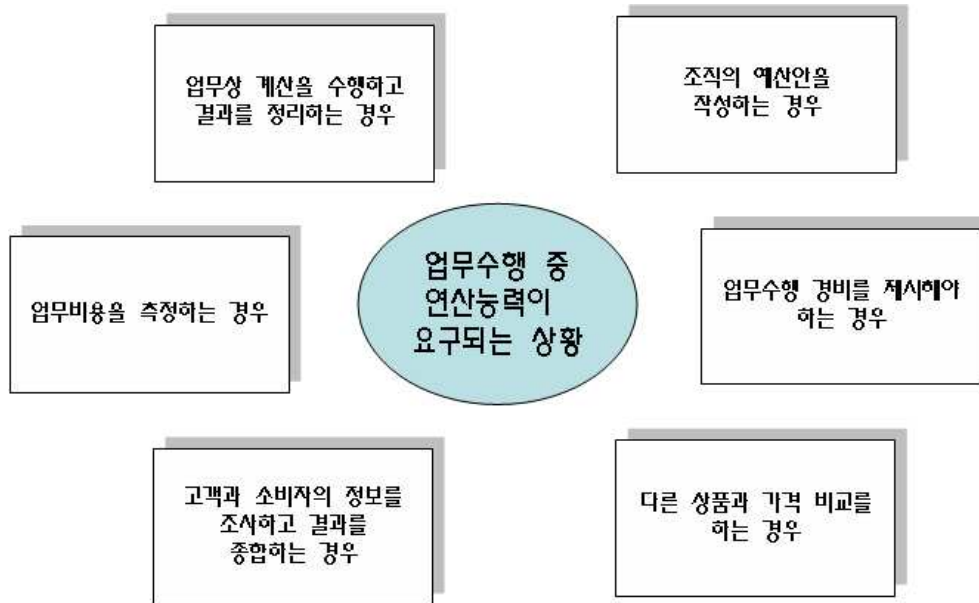 업무상 계산을 수행하고
결과를 정리하는 경우
조직의 예산안을
작성하는 경우
업무비용을 측정하는 경우
업무수행 중
연산능력이
요구되는 상황
업무수행 경비를 제시해야
하는 경우
고객과 소비자의 정보를
조사하고 결과를
종합하는 경우
다른 상품과 가격 비교를
하는 경우